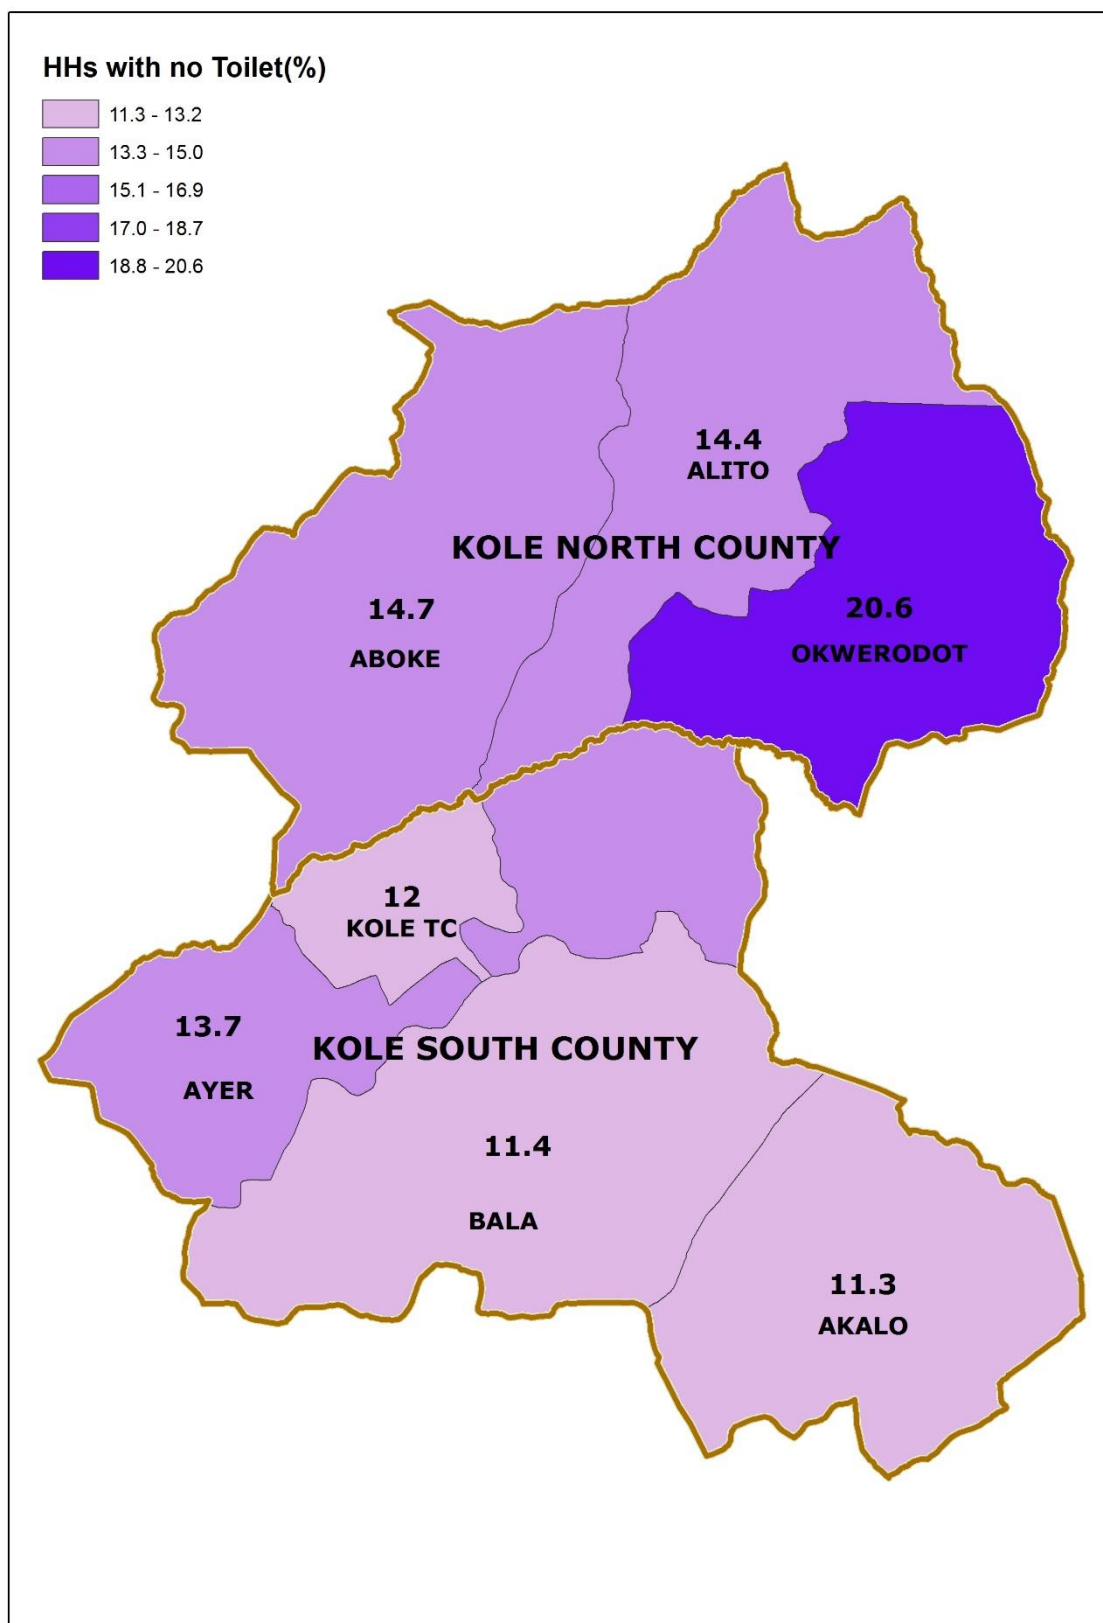 HHs with no Toilet(%)
11.3 - 13.2
13.3 - 15.0
15.1 - 16.9
17.0 - 18.7
18.8 - 20.6
14.4
ALITO
KOLE NORTH COUNTY
14.7
ABOKE
20.6
OKWERODOT
12
KOLE TC
13.7
AYER
KOLE SOUTH COUNTY
11.4
BALA
11.3
AKALO